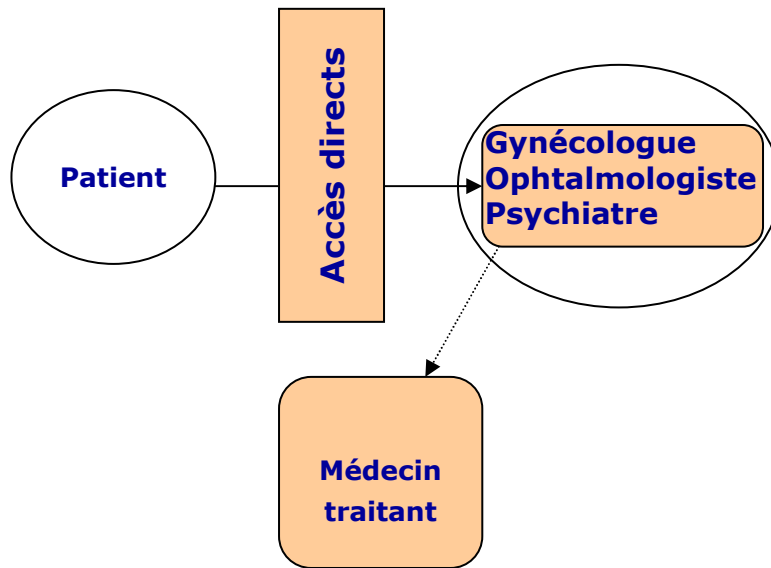 Patient
Accès directs
Gynécologue
Ophtalmologiste
Psychiatre
Médecin
traitant